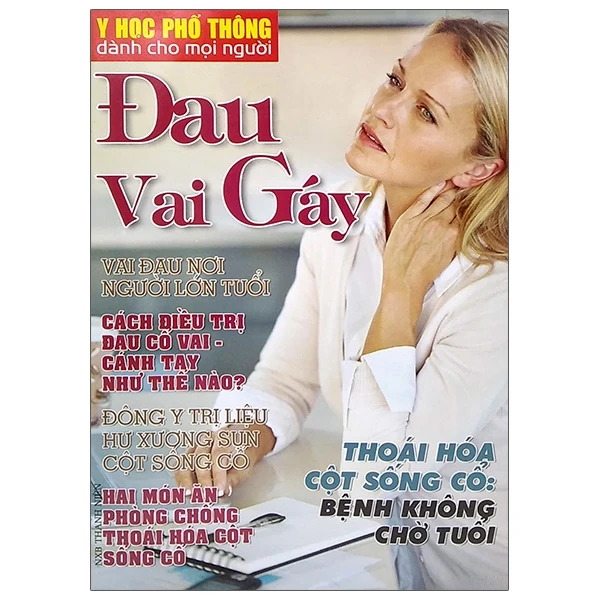 Y HỌC PHỔ THÔNG
dành cho mọi người
Đau
Vai Gáy
VAI ĐAU NƠI
NGƯỜI LỚN TUỔI
CÁCH ĐIỀU TRỊ
ĐAU CỔ VAI -
CÁNH TAY
NHƯ THẾ NÀO?
ĐÔNG Y TRỊ LIỆU
HƯ XƯƠNG SỤN
CỘT SỐNG CỔ
HAI MÓN ĂN
PHÒNG CHỐNG
THOÁI HÓA CỘT
SỐNG CỔ
THOÁI HÓA
CỘT SỐNG CỔ:
BỆNH KHÔNG
CHỜ TUỔI
NXB THANH NIÊN